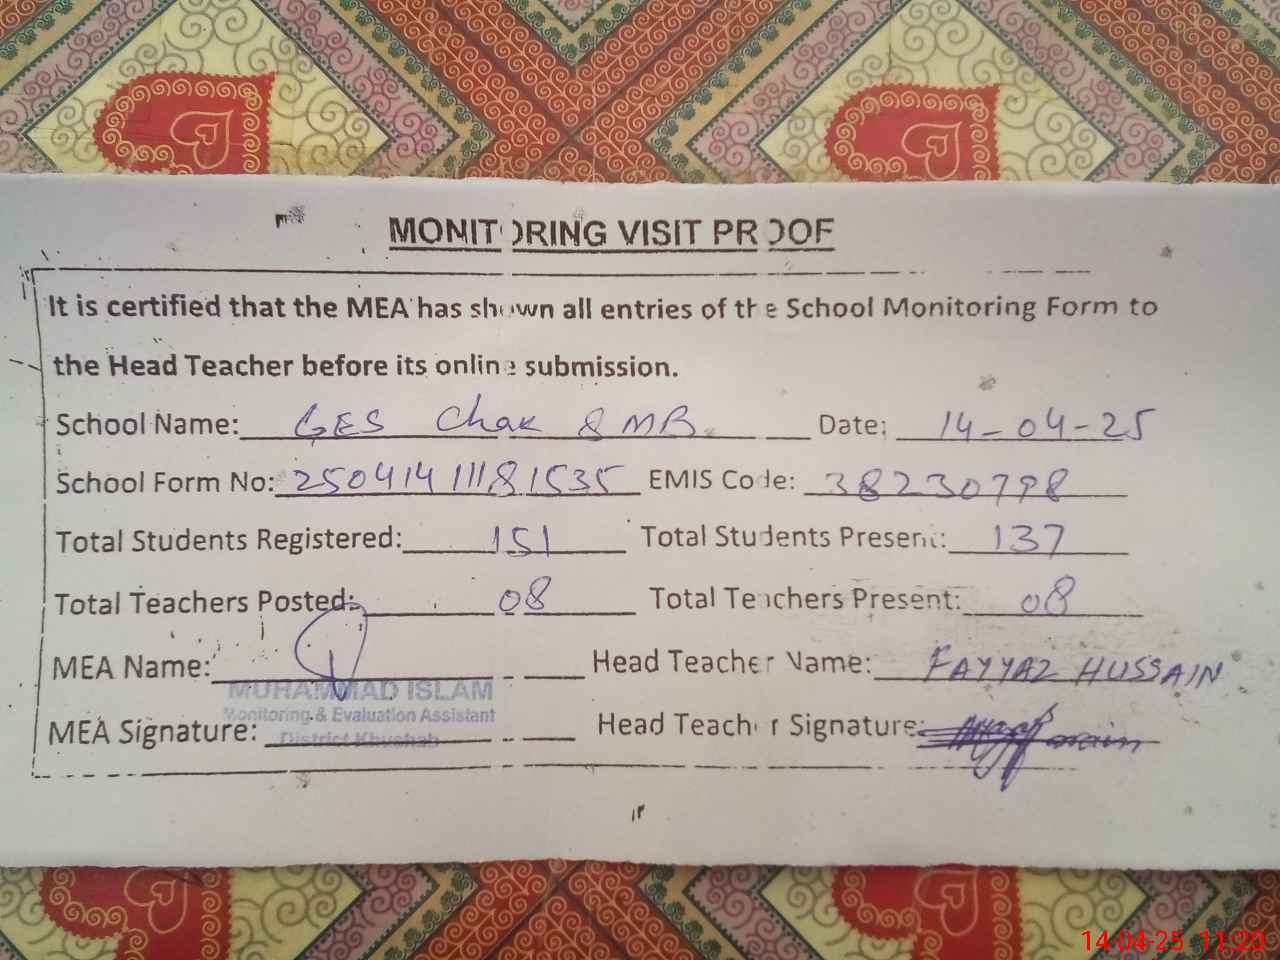 MONITORING VISIT PROOF
It is certified that the MEA has shown all entries of the School Monitoring Form to
the Head Teacher before its online submission.
School Name: GES Chak 8 MB Date: 14-04-25
School Form No: 25041411181535 EMIS Code: 38230798
Total Students Registered: 151 Total Students Present: 137
Total Teachers Posted: 08 Total Teachers Present: 08
MEA Name: Head Teacher Name: FAYYAZ HUSSAIN
MUHAMMAD ISLAM
Monitoring & Evaluation Assistant
District Khushab
MEA Signature: Head Teacher Signature:
14-04-25 11:20